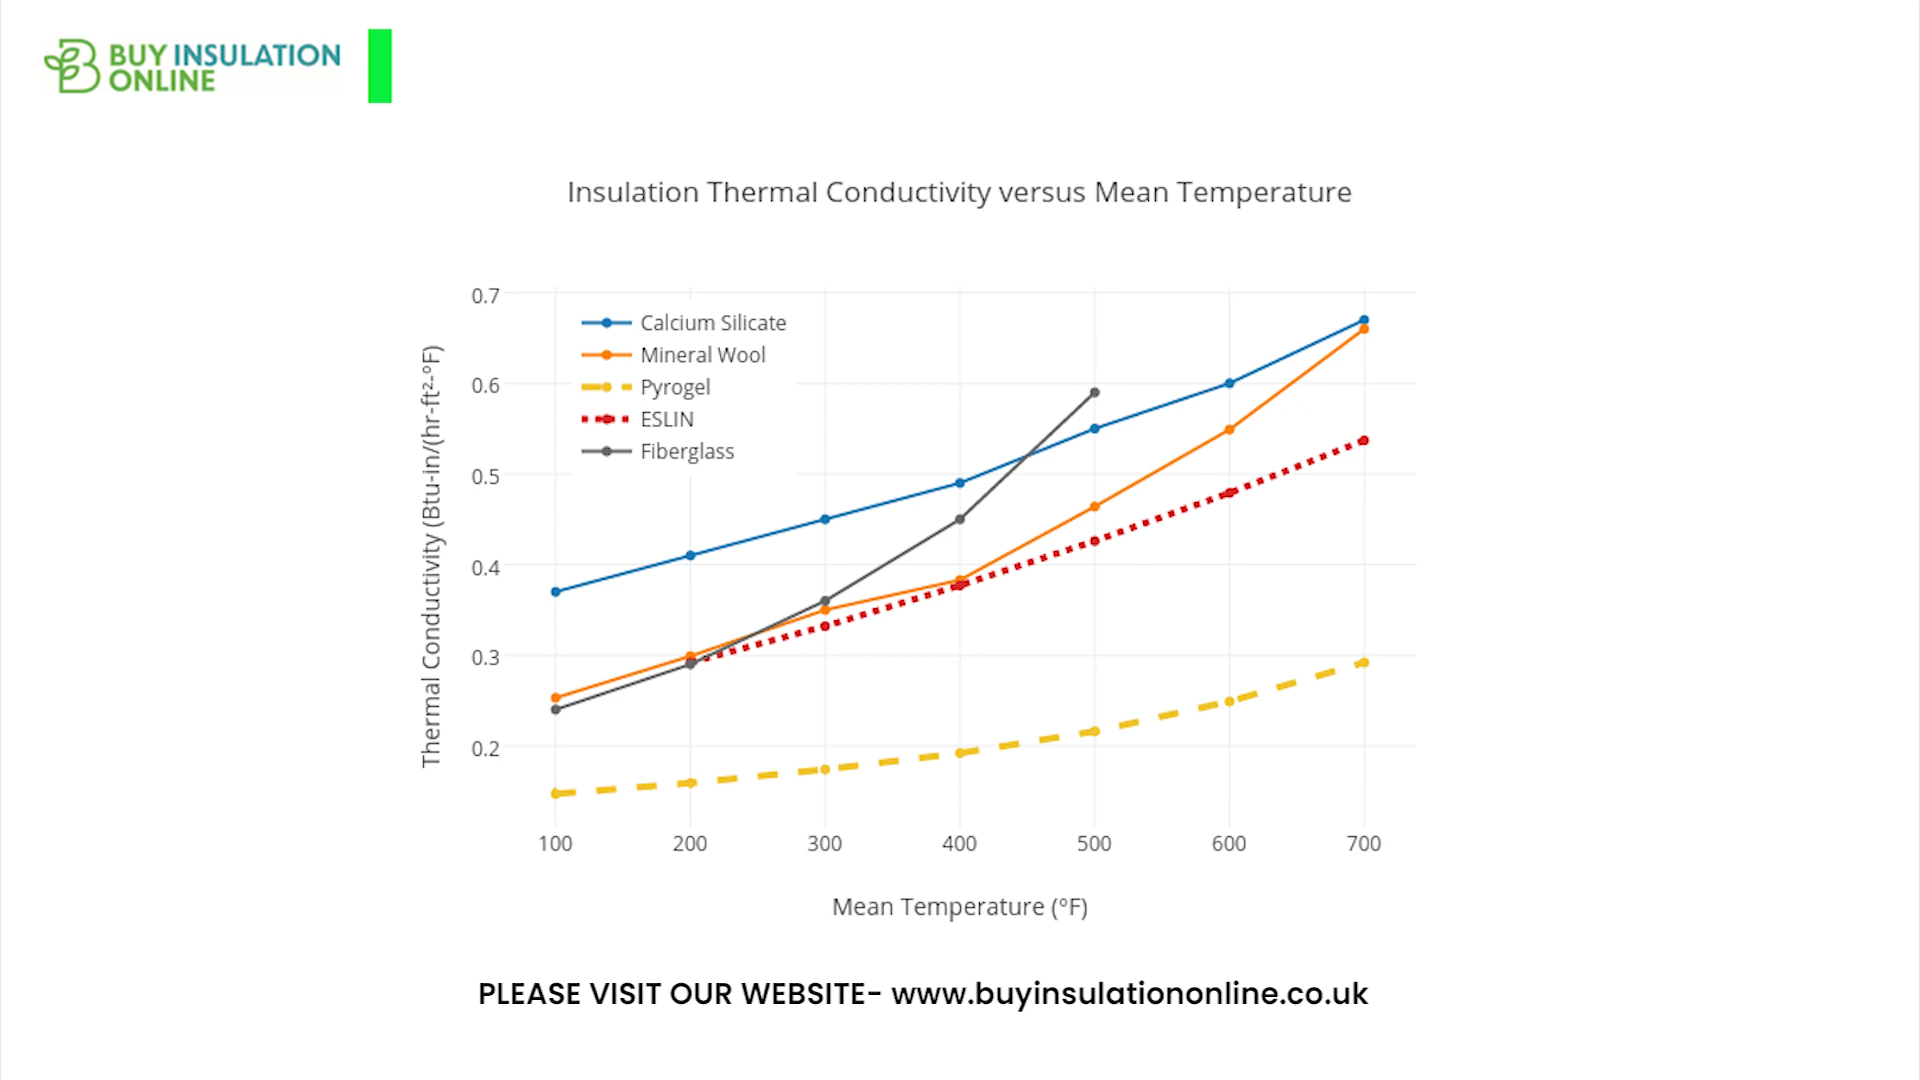 BUY INSULATION
ONLINE
Insulation Thermal Conductivity versus Mean Temperature
Thermal Conductivity (Btu-in/(hr-ft²-°F)
0.7
0.6
0.5
0.4
0.3
0.2
Calcium Silicate
Mineral Wool
Pyrogel
ESLIN
Fiberglass
100 200 300 400 500 600 700
Mean Temperature (°F)
PLEASE VISIT OUR WEBSITE- www.buyinsulationonline.co.uk